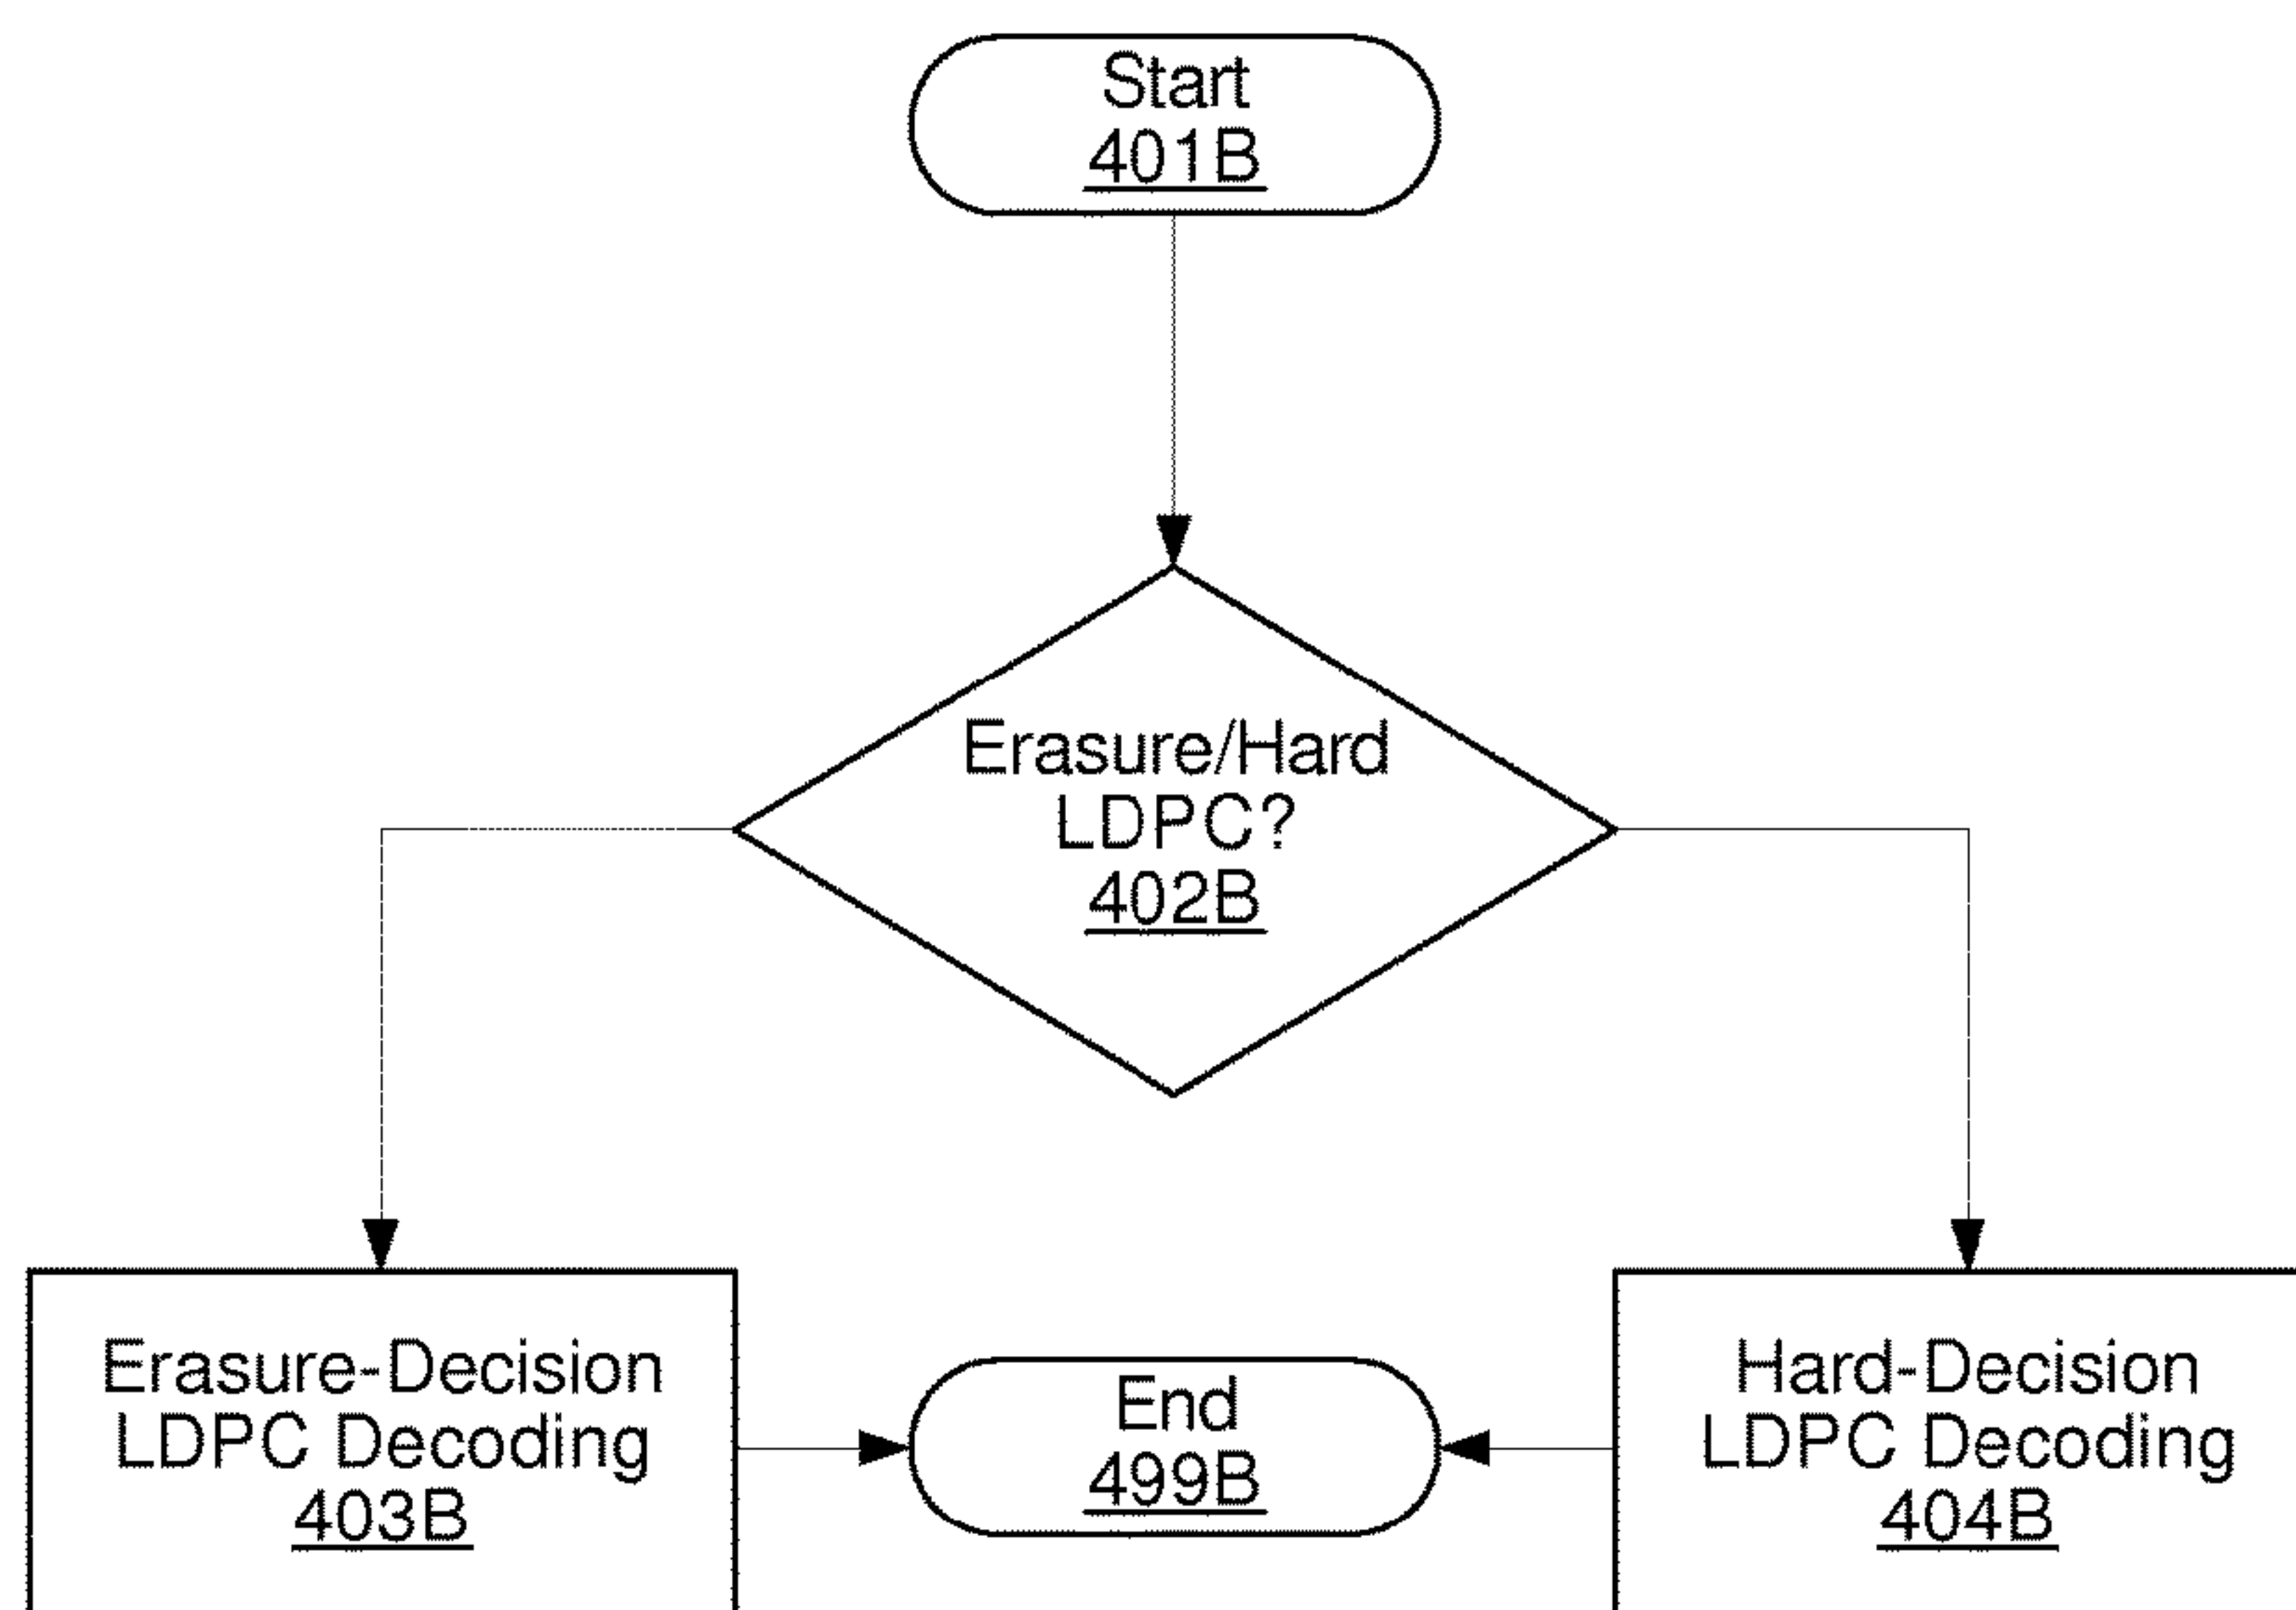 Start
401B
Erasure/Hard
LDPC?
402B
Erasure-Decision
LDPC Decoding
403B
End
499B
Hard-Decision
LDPC Decoding
404B